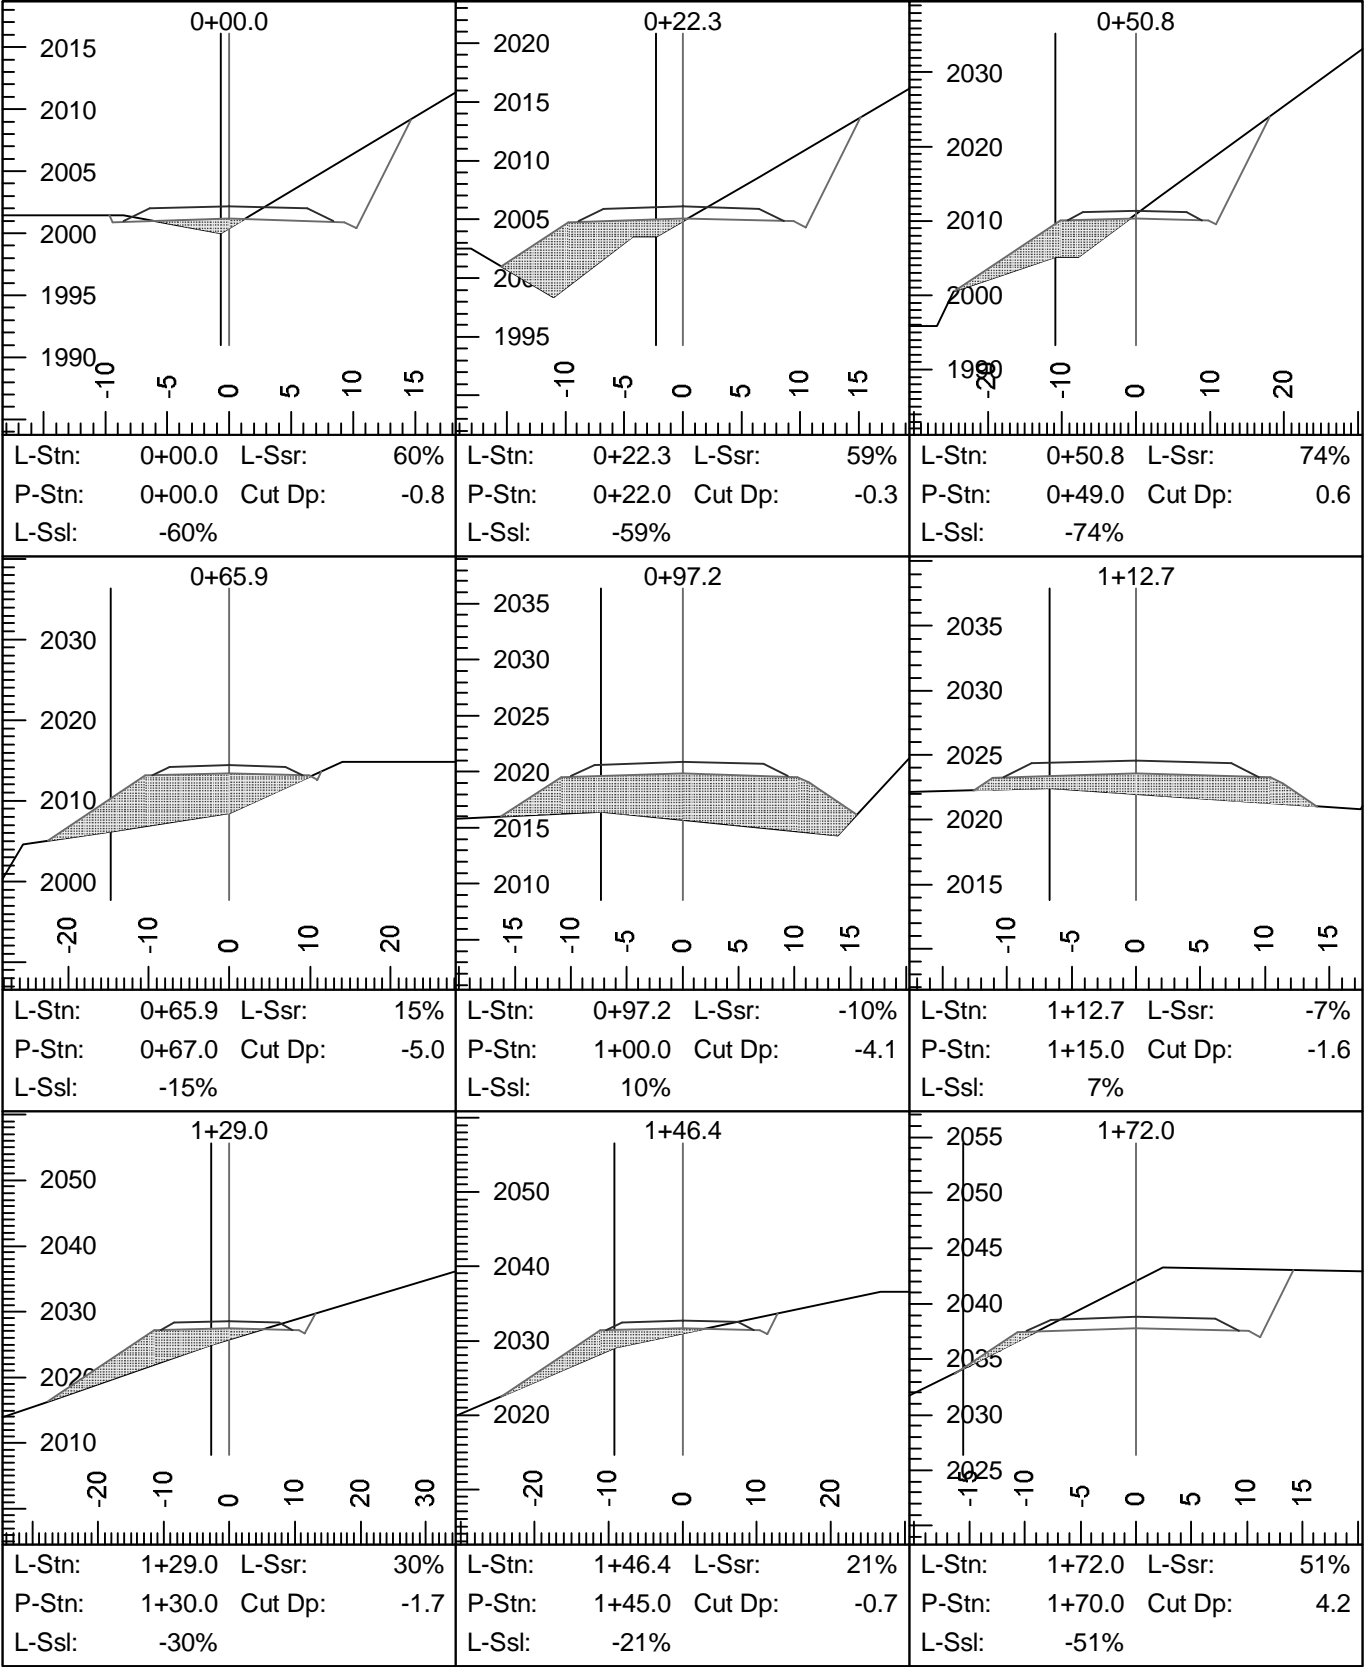 0+00.0
2015
2010
2005
2000
1995
1990
-10 -5 0 5 10 15
L-Stn: 0+00.0 L-Ssr: 60%
P-Stn: 0+00.0 Cut Dp: -0.8
L-Ssl: -60%
0+22.3
2020
2015
2010
2005
2000
1995
-10 -5 0 5 10 15
L-Stn: 0+22.3 L-Ssr: 59%
P-Stn: 0+22.0 Cut Dp: -0.3
L-Ssl: -59%
0+50.8
2030
2020
2010
2000
1990
-20 -10 0 10 20
L-Stn: 0+50.8 L-Ssr: 74%
P-Stn: 0+49.0 Cut Dp: 0.6
L-Ssl: -74%
0+65.9
2030
2020
2010
2000
-20 -10 0 10 20
L-Stn: 0+65.9 L-Ssr: 15%
P-Stn: 0+67.0 Cut Dp: -5.0
L-Ssl: -15%
0+97.2
2035
2030
2025
2020
2015
2010
-15 -10 -5 0 5 10 15
L-Stn: 0+97.2 L-Ssr: -10%
P-Stn: 1+00.0 Cut Dp: -4.1
L-Ssl: 10%
1+12.7
2035
2030
2025
2020
2015
-10 -5 0 5 10 15
L-Stn: 1+12.7 L-Ssr: -7%
P-Stn: 1+15.0 Cut Dp: -1.6
L-Ssl: 7%
1+29.0
2050
2040
2030
2020
2010
-20 -10 0 10 20 30
L-Stn: 1+29.0 L-Ssr: 30%
P-Stn: 1+30.0 Cut Dp: -1.7
L-Ssl: -30%
1+46.4
2050
2040
2030
2020
-20 -10 0 10 20
L-Stn: 1+46.4 L-Ssr: 21%
P-Stn: 1+45.0 Cut Dp: -0.7
L-Ssl: -21%
1+72.0
2055
2050
2045
2040
2035
2030
2025
-15 -10 -5 0 5 10 15
L-Stn: 1+72.0 L-Ssr: 51%
P-Stn: 1+70.0 Cut Dp: 4.2
L-Ssl: -51%